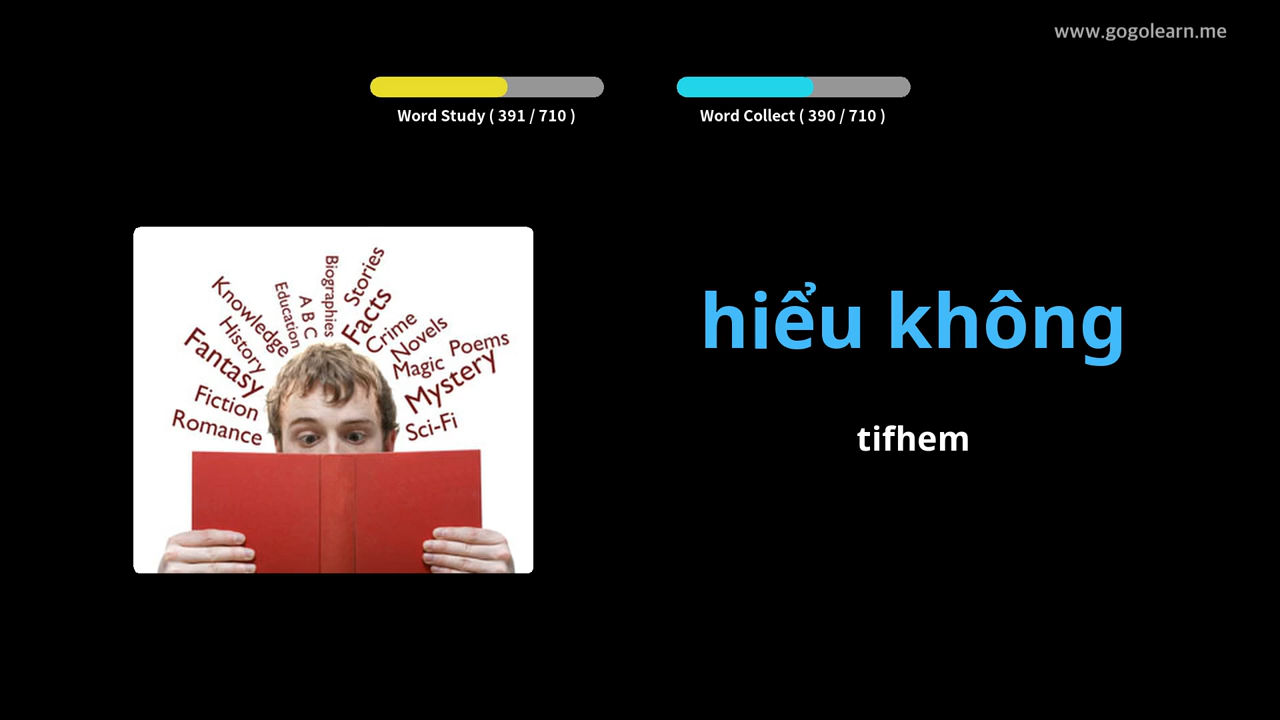 www.gogolearn.me
Word Study ( 391 / 710 )
Word Collect ( 390 / 710 )
Knowledge
History
Fantasy
Fiction
Romance
Education
A B C
Biographies
Stories
Facts
Crime
Novels
Magic
Poems
Mystery
Sci-Fi
hiểu không
tifhem